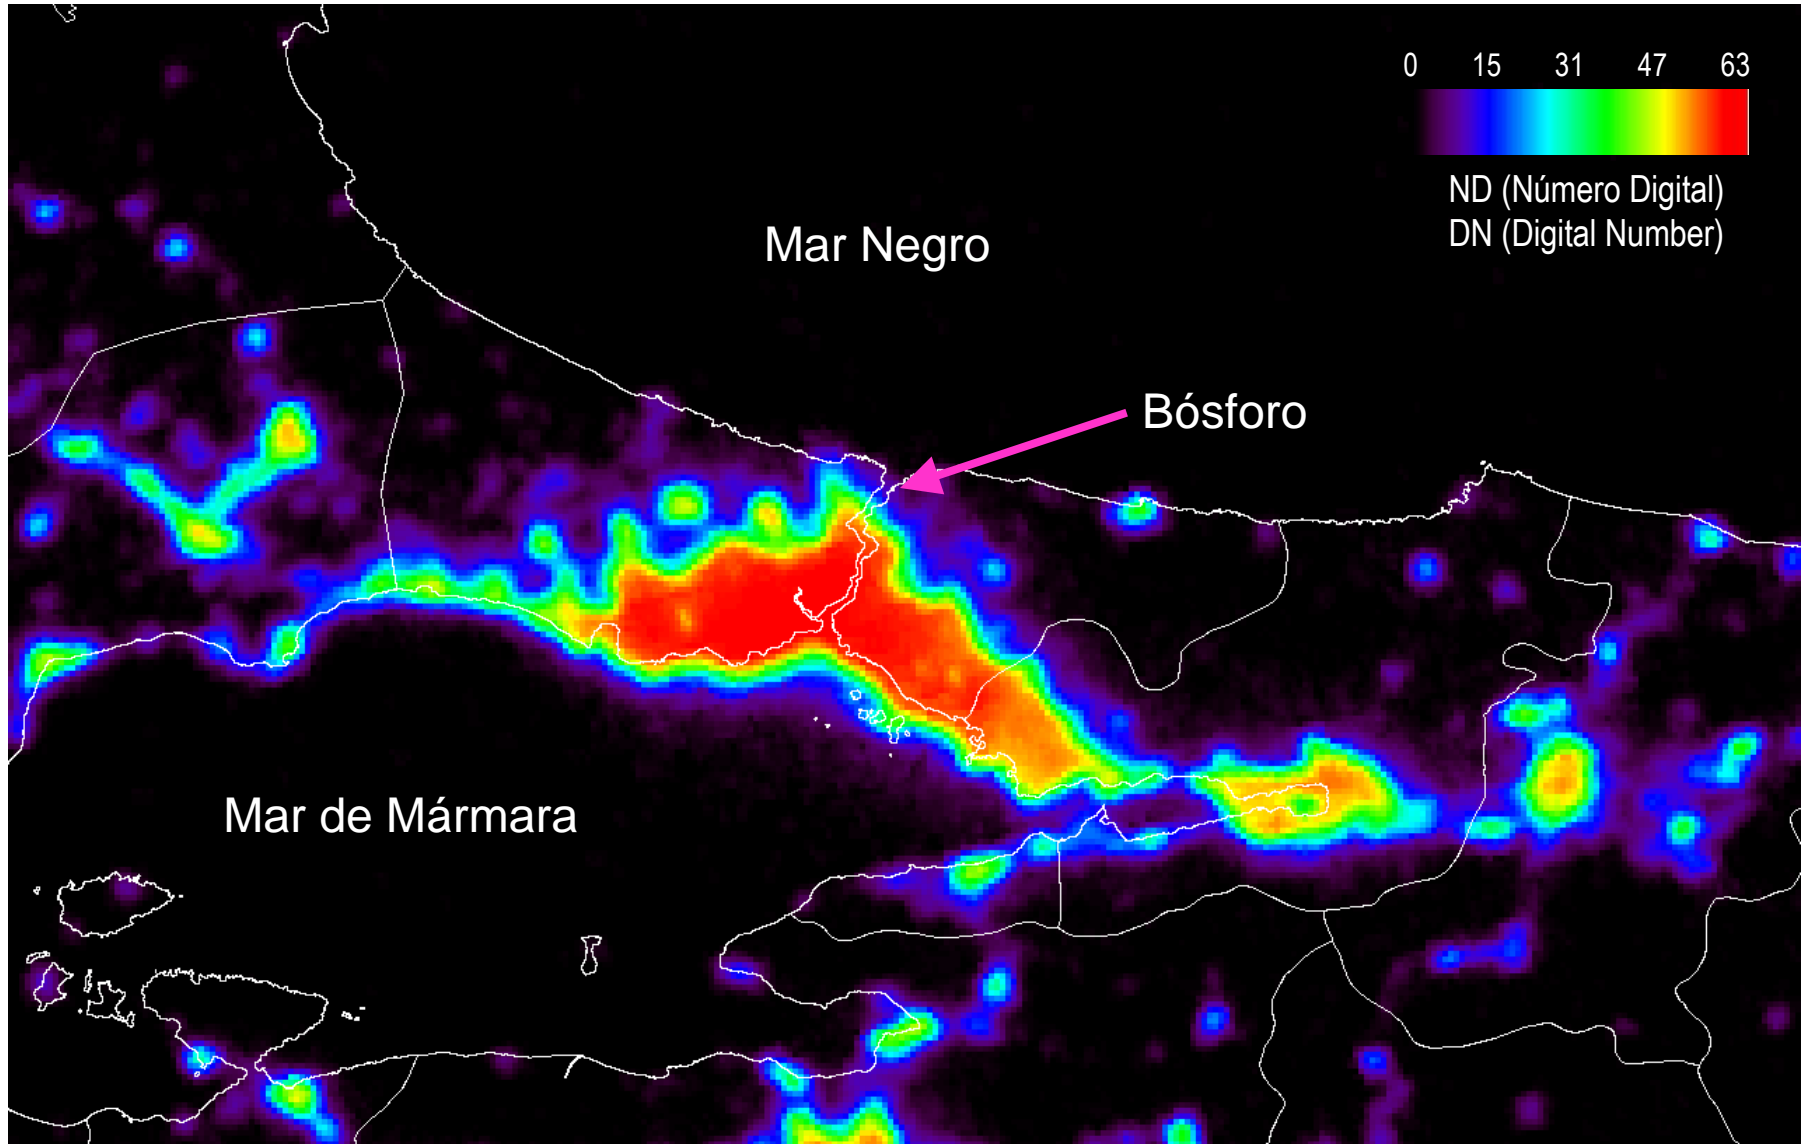 0 15 31 47 63
ND (Número Digital)
DN (Digital Number)
Mar Negro
Bósforo
Mar de Mármara